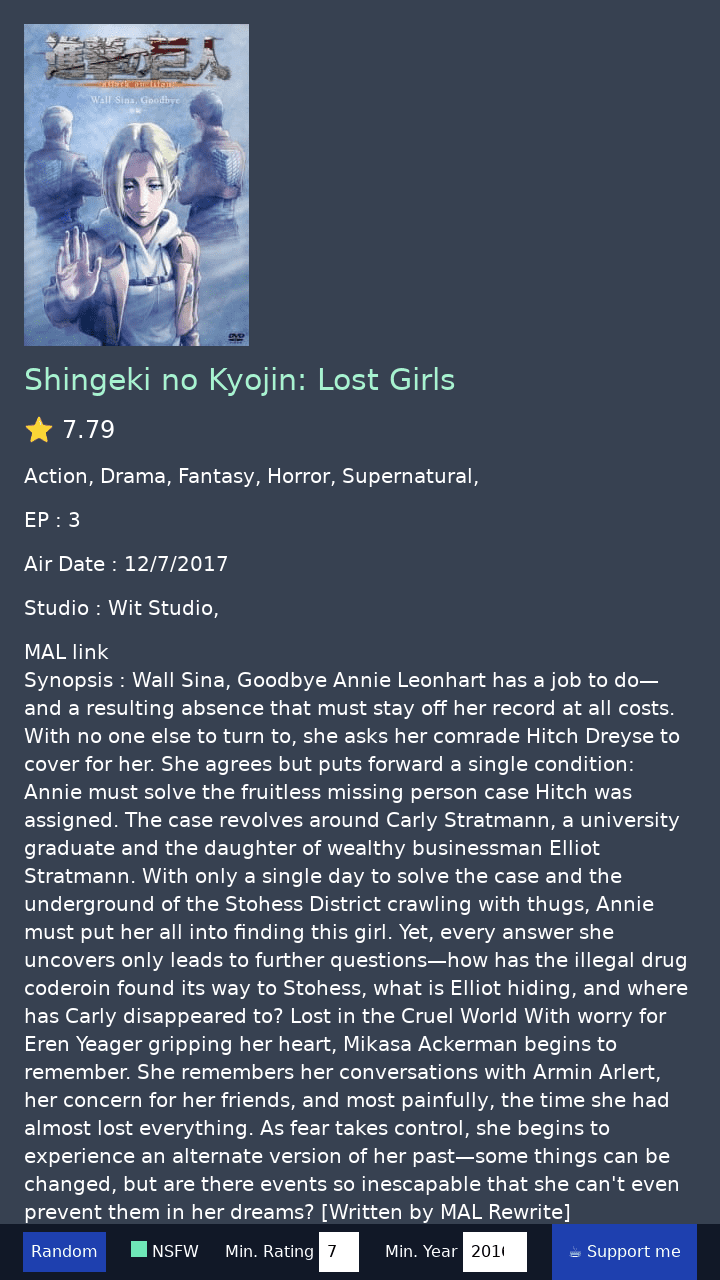 進撃の巨人
attack on titan
Wall Sina, Goodbye
DVD
Shingeki no Kyojin: Lost Girls
⭐ 7.79
Action, Drama, Fantasy, Horror, Supernatural,
EP : 3
Air Date : 12/7/2017
Studio : Wit Studio,
MAL link
Synopsis : Wall Sina, Goodbye Annie Leonhart has a job to do—
and a resulting absence that must stay off her record at all costs.
With no one else to turn to, she asks her comrade Hitch Dreyse to
cover for her. She agrees but puts forward a single condition:
Annie must solve the fruitless missing person case Hitch was
assigned. The case revolves around Carly Stratmann, a university
graduate and the daughter of wealthy businessman Elliot
Stratmann. With only a single day to solve the case and the
underground of the Stohess District crawling with thugs, Annie
must put her all into finding this girl. Yet, every answer she
uncovers only leads to further questions—how has the illegal drug
coderoin found its way to Stohess, what is Elliot hiding, and where
has Carly disappeared to? Lost in the Cruel World With worry for
Eren Yeager gripping her heart, Mikasa Ackerman begins to
remember. She remembers her conversations with Armin Arlert,
her concern for her friends, and most painfully, the time she had
almost lost everything. As fear takes control, she begins to
experience an alternate version of her past—some things can be
changed, but are there events so inescapable that she can't even
prevent them in her dreams? [Written by MAL Rewrite]
Random NSFW Min. Rating 7 Min. Year 2016 ☕ Support me